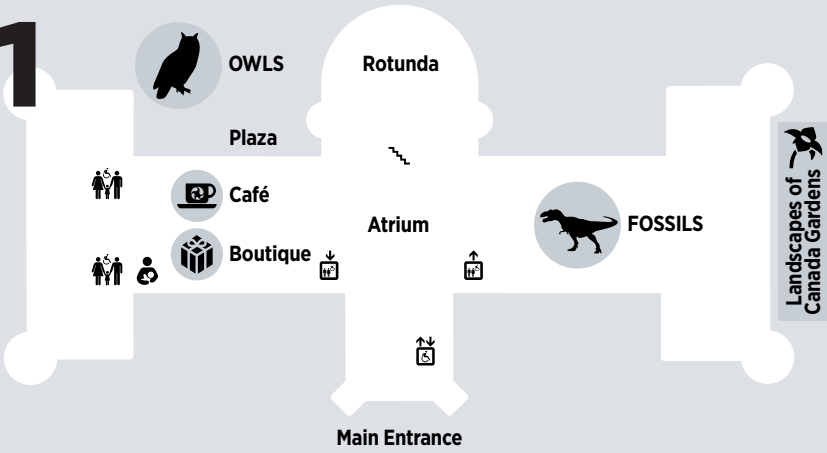 1
OWLS
Rotunda
Plaza
Café
Atrium
FOSSILS
Boutique
Landscapes of
Canada Gardens
Main Entrance